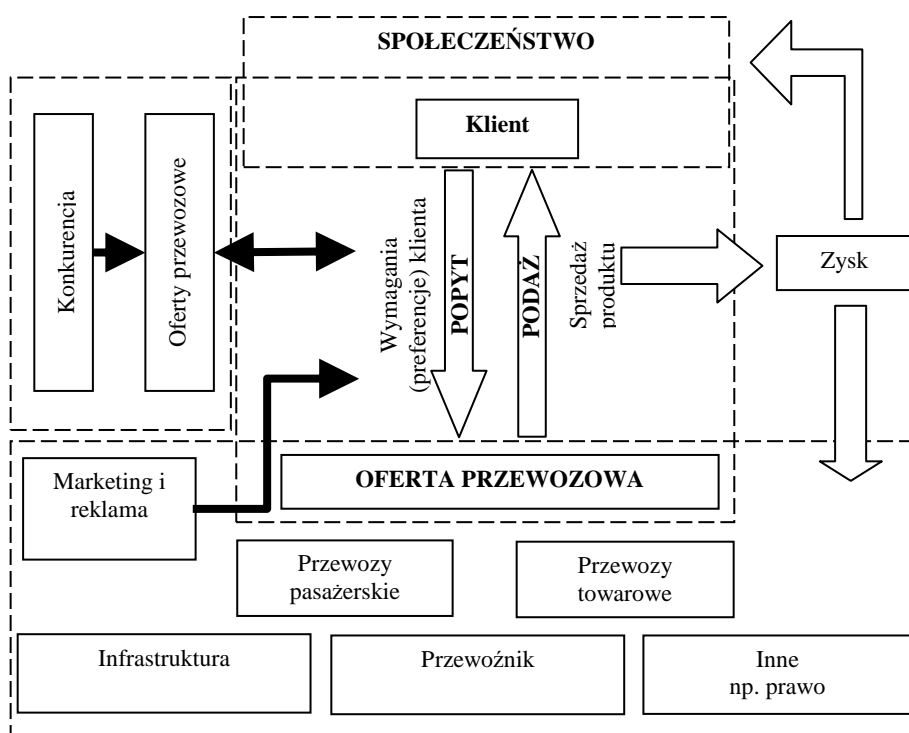 SPOŁECZEŃSTWO
Klient
Konkurencja
Oferty przewozowe
Wymagania
(preferencje) klienta
POPYT
PODAŻ
Sprzedaż
produktu
Zysk
Marketing i
reklama
OFERTA PRZEWOZOWA
Przewozy
pasażerskie
Przewozy
towarowe
Infrastruktura
Przewoźnik
Inne
np. prawo